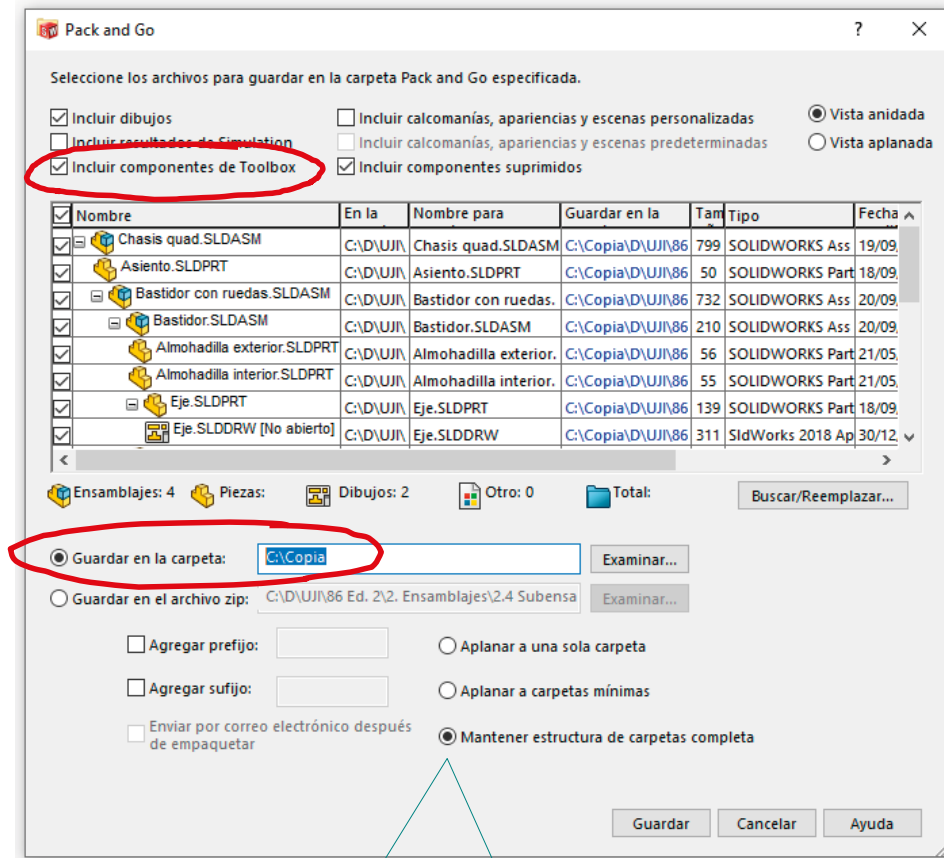 Pack and Go
Seleccione los archivos para guardar en la carpeta Pack and Go especificada.
Incluir dibujos Incluir calcomanías, apariencias y escenas personalizadas Vista anidada
Incluir resultados de Simulation Incluir calcomanías, apariencias y escenas predeterminadas Vista aplanada
Incluir componentes de Toolbox Incluir componentes suprimidos
Nombre En la Nombre para Guardar en la Tam Tipo Fecha
Chasis quad.SLDASM C:\D\UJI\ Chasis quad.SLDASM C:\Copia\D\UJI\86 799 SOLIDWORKS Ass 19/09,
Asiento.SLDPRT C:\D\UJI\ Asiento.SLDPRT C:\Copia\D\UJI\86 50 SOLIDWORKS Part 18/09,
Bastidor con ruedas.SLDASM C:\D\UJI\ Bastidor con ruedas. C:\Copia\D\UJI\86 732 SOLIDWORKS Ass 20/09,
Bastidor.SLDASM C:\D\UJI\ Bastidor.SLDASM C:\Copia\D\UJI\86 210 SOLIDWORKS Ass 20/09,
Almohadilla exterior.SLDPRT C:\D\UJI\ Almohadilla exterior. C:\Copia\D\UJI\86 56 SOLIDWORKS Part 21/05,
Almohadilla interior.SLDPRT C:\D\UJI\ Almohadilla interior. C:\Copia\D\UJI\86 55 SOLIDWORKS Part 21/05,
Eje.SLDPRT C:\D\UJI\ Eje.SLDPRT C:\Copia\D\UJI\86 139 SOLIDWORKS Part 18/09,
Eje.SLDDRW [No abierto] C:\D\UJI\ Eje.SLDDRW C:\Copia\D\UJI\86 311 SldWorks 2018 Ap 30/12,
Ensamblajes: 4 Piezas: Dibujos: 2 Otro: 0 Total: Buscar/Reemplazar...
Guardar en la carpeta: C:\Copia Examinar...
Guardar en el archivo zip: C:\D\UJI\86 Ed. 2\2. Ensamblajes\2.4 Subensa Examinar...
Agregar prefijo: Aplanar a una sola carpeta
Agregar sufijo: Aplanar a carpetas mínimas
Enviar por correo electrónico después
de empaquetar Mantener estructura de carpetas completa
Guardar Cancelar Ayuda